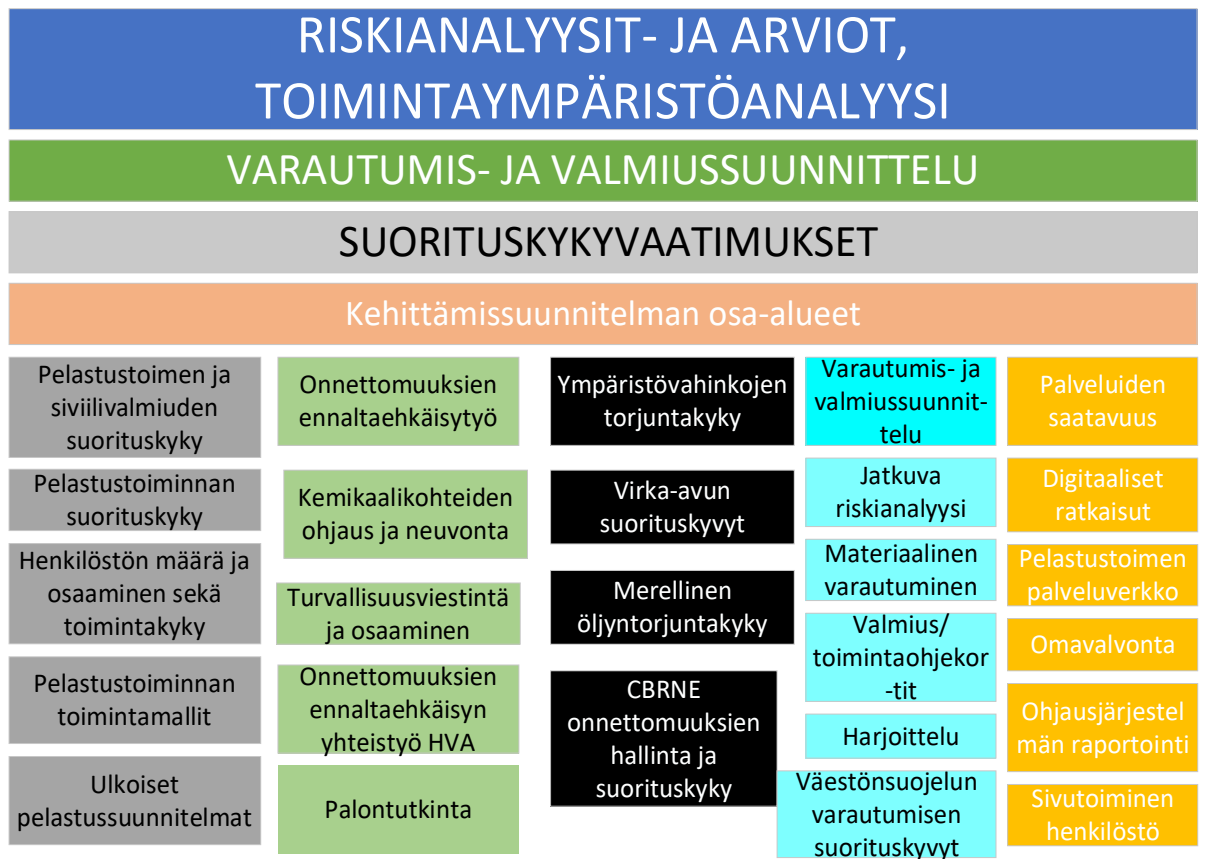 RISKIANALYYSIT- JA ARVIOT,
TOIMINTAYMPÄRISTÖANALYYSI
VARAUTUMIS- JA VALMIUSSUUNNITTELU
SUORITUSKYKYVAATIMUKSET
Kehittämissuunnitelman osa-alueet
Pelastustoimen ja
siviilivalmiuden
suorituskyky
Pelastustoiminnan
suorituskyky
Henkilöstön määrä ja
osaaminen sekä
toimintakyky
Pelastustoiminnan
toimintamallit
Ulkoiset
pelastussuunnitelmat
Onnettomuuksien
ennaltaehkäisytyö
Kemikaalikohteiden
ohjaus ja neuvonta
Turvallisuusviestintä
ja osaaminen
Onnettomuuksien
ennaltaehkäisyn
yhteistyö HVA
Palontutkinta
Ympäristövahinkojen
torjuntakyky
Virka-avun
suorituskyvyt
Merellinen
öljyntorjuntakyky
CBRNE
onnettomuuksien
hallinta ja
suorituskyky
Varautumis- ja
valmiussuunnit-
telu
Jatkuva
riskianalyysi
Materiaalinen
varautuminen
Valmius/
toimintaohjekor
-tit
Harjoittelu
Väestönsuojelun
varautumisen
suorituskyvyt
Palveluiden
saatavuus
Digitaaliset
ratkaisut
Pelastustoimen
palveluverkko
Omavalvonta
Ohjausjärjestel
män raportointi
Sivutoiminen
henkilöstö